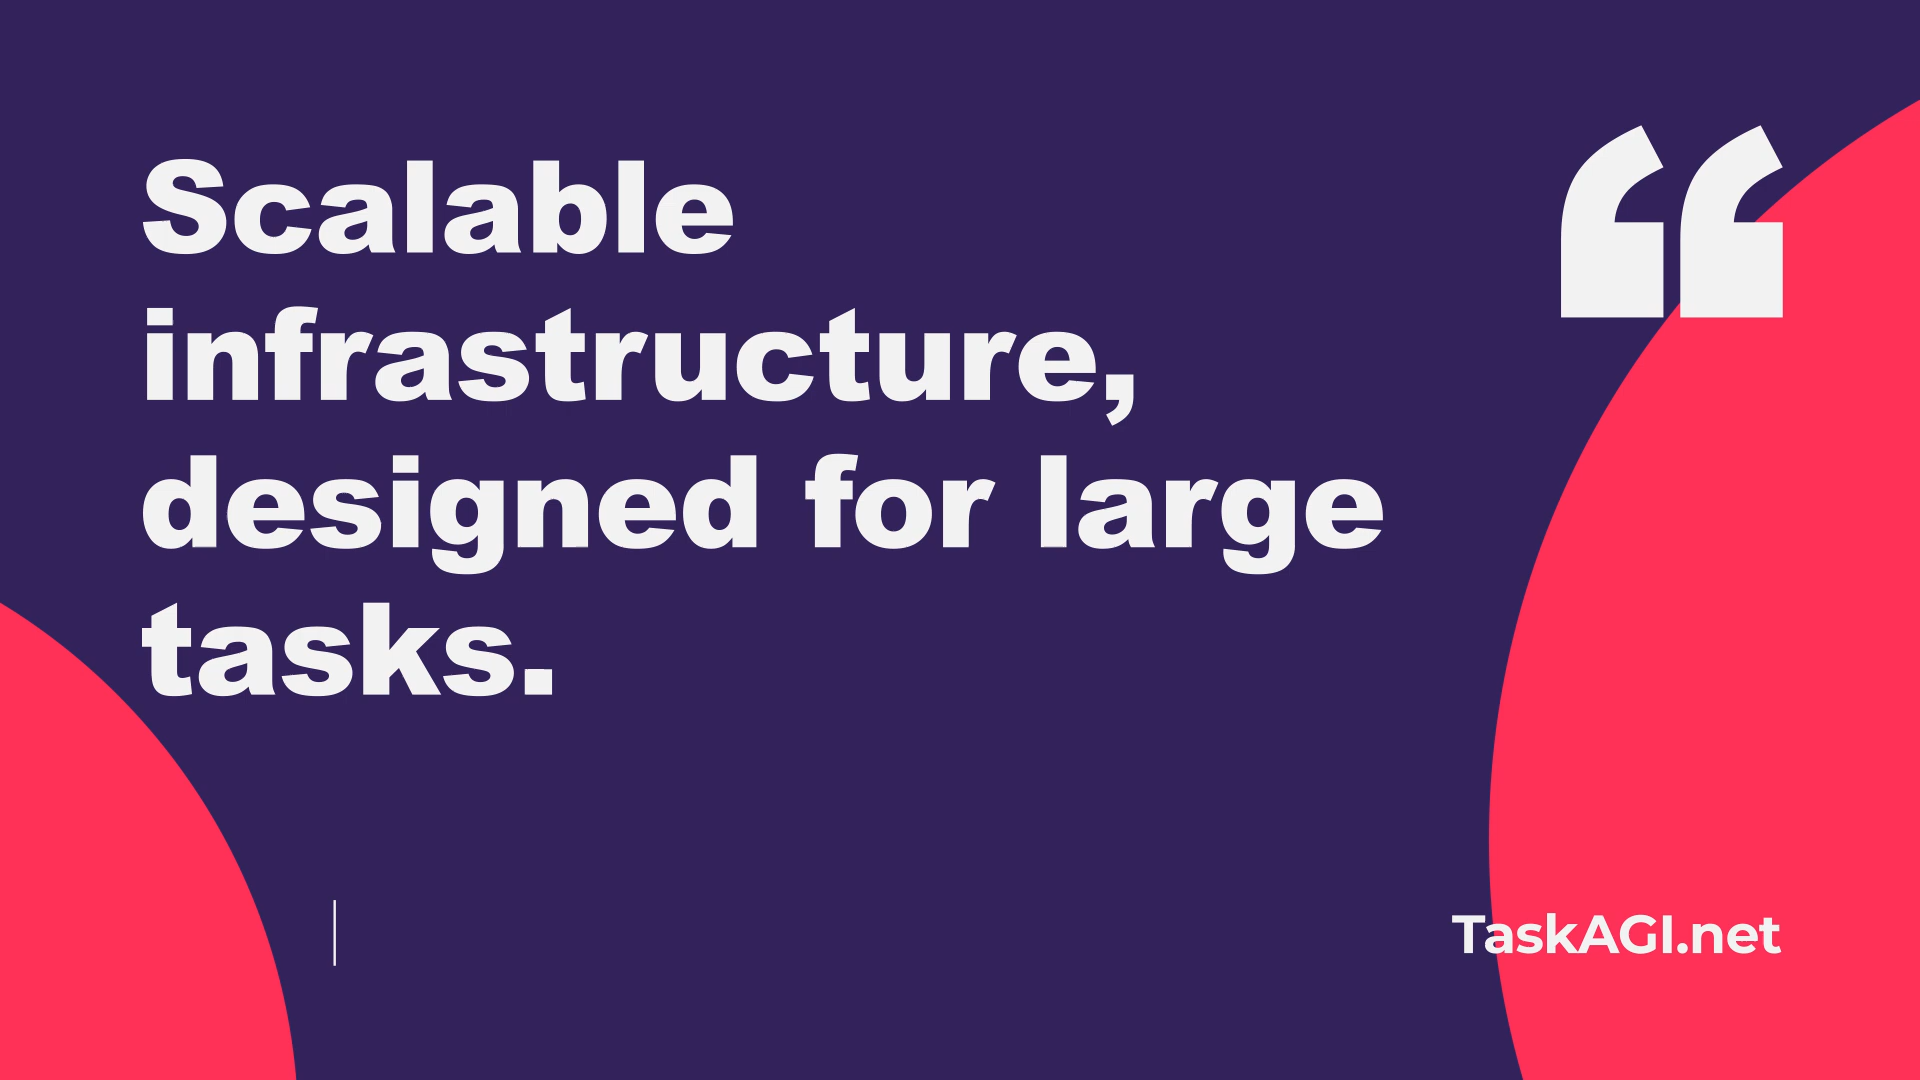 Scalable
infrastructure,
designed for large
tasks.
“
TaskAGI.net